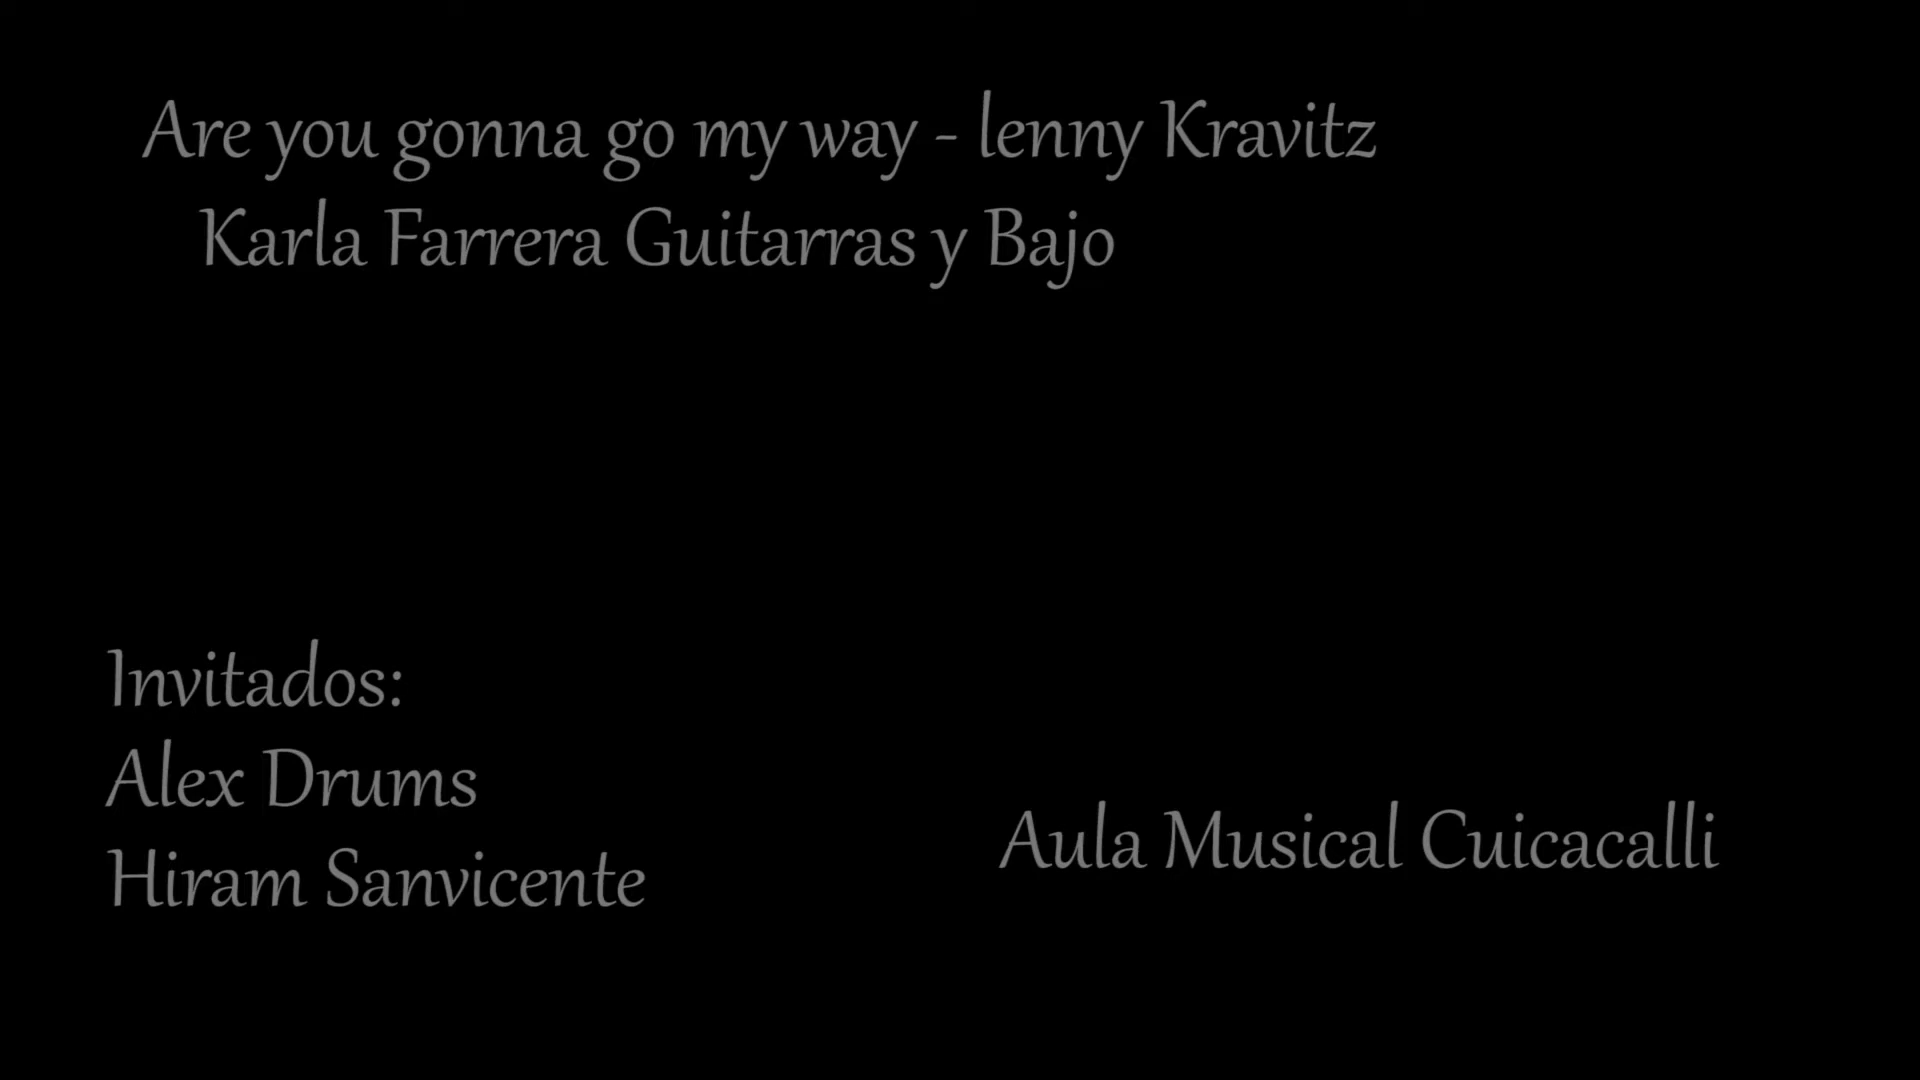 Are you gonna go my way - lenny Kravitz
Karla Farrera Guitarras y Bajo
Invitados:
Alex Drums
Hiram Sanvicente
Aula Musical Cuicacalli